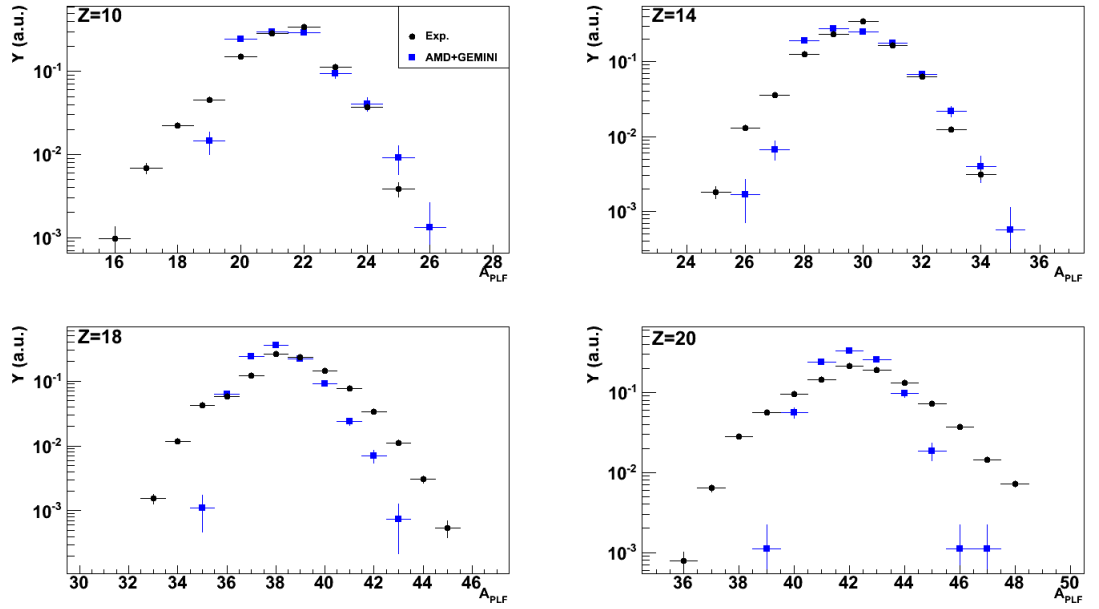 Z=10
Y (a.u.)
Exp.
AMD+GEMINI
10⁻¹
10⁻²
10⁻³
16 18 20 22 24 26 28
A_PLF
Z=14
Y (a.u.)
10⁻¹
10⁻²
10⁻³
24 26 28 30 32 34 36
A_PLF
Z=18
Y (a.u.)
10⁻¹
10⁻²
10⁻³
30 32 34 36 38 40 42 44 46
A_PLF
Z=20
Y (a.u.)
10⁻¹
10⁻²
10⁻³
36 38 40 42 44 46 48 50
A_PLF